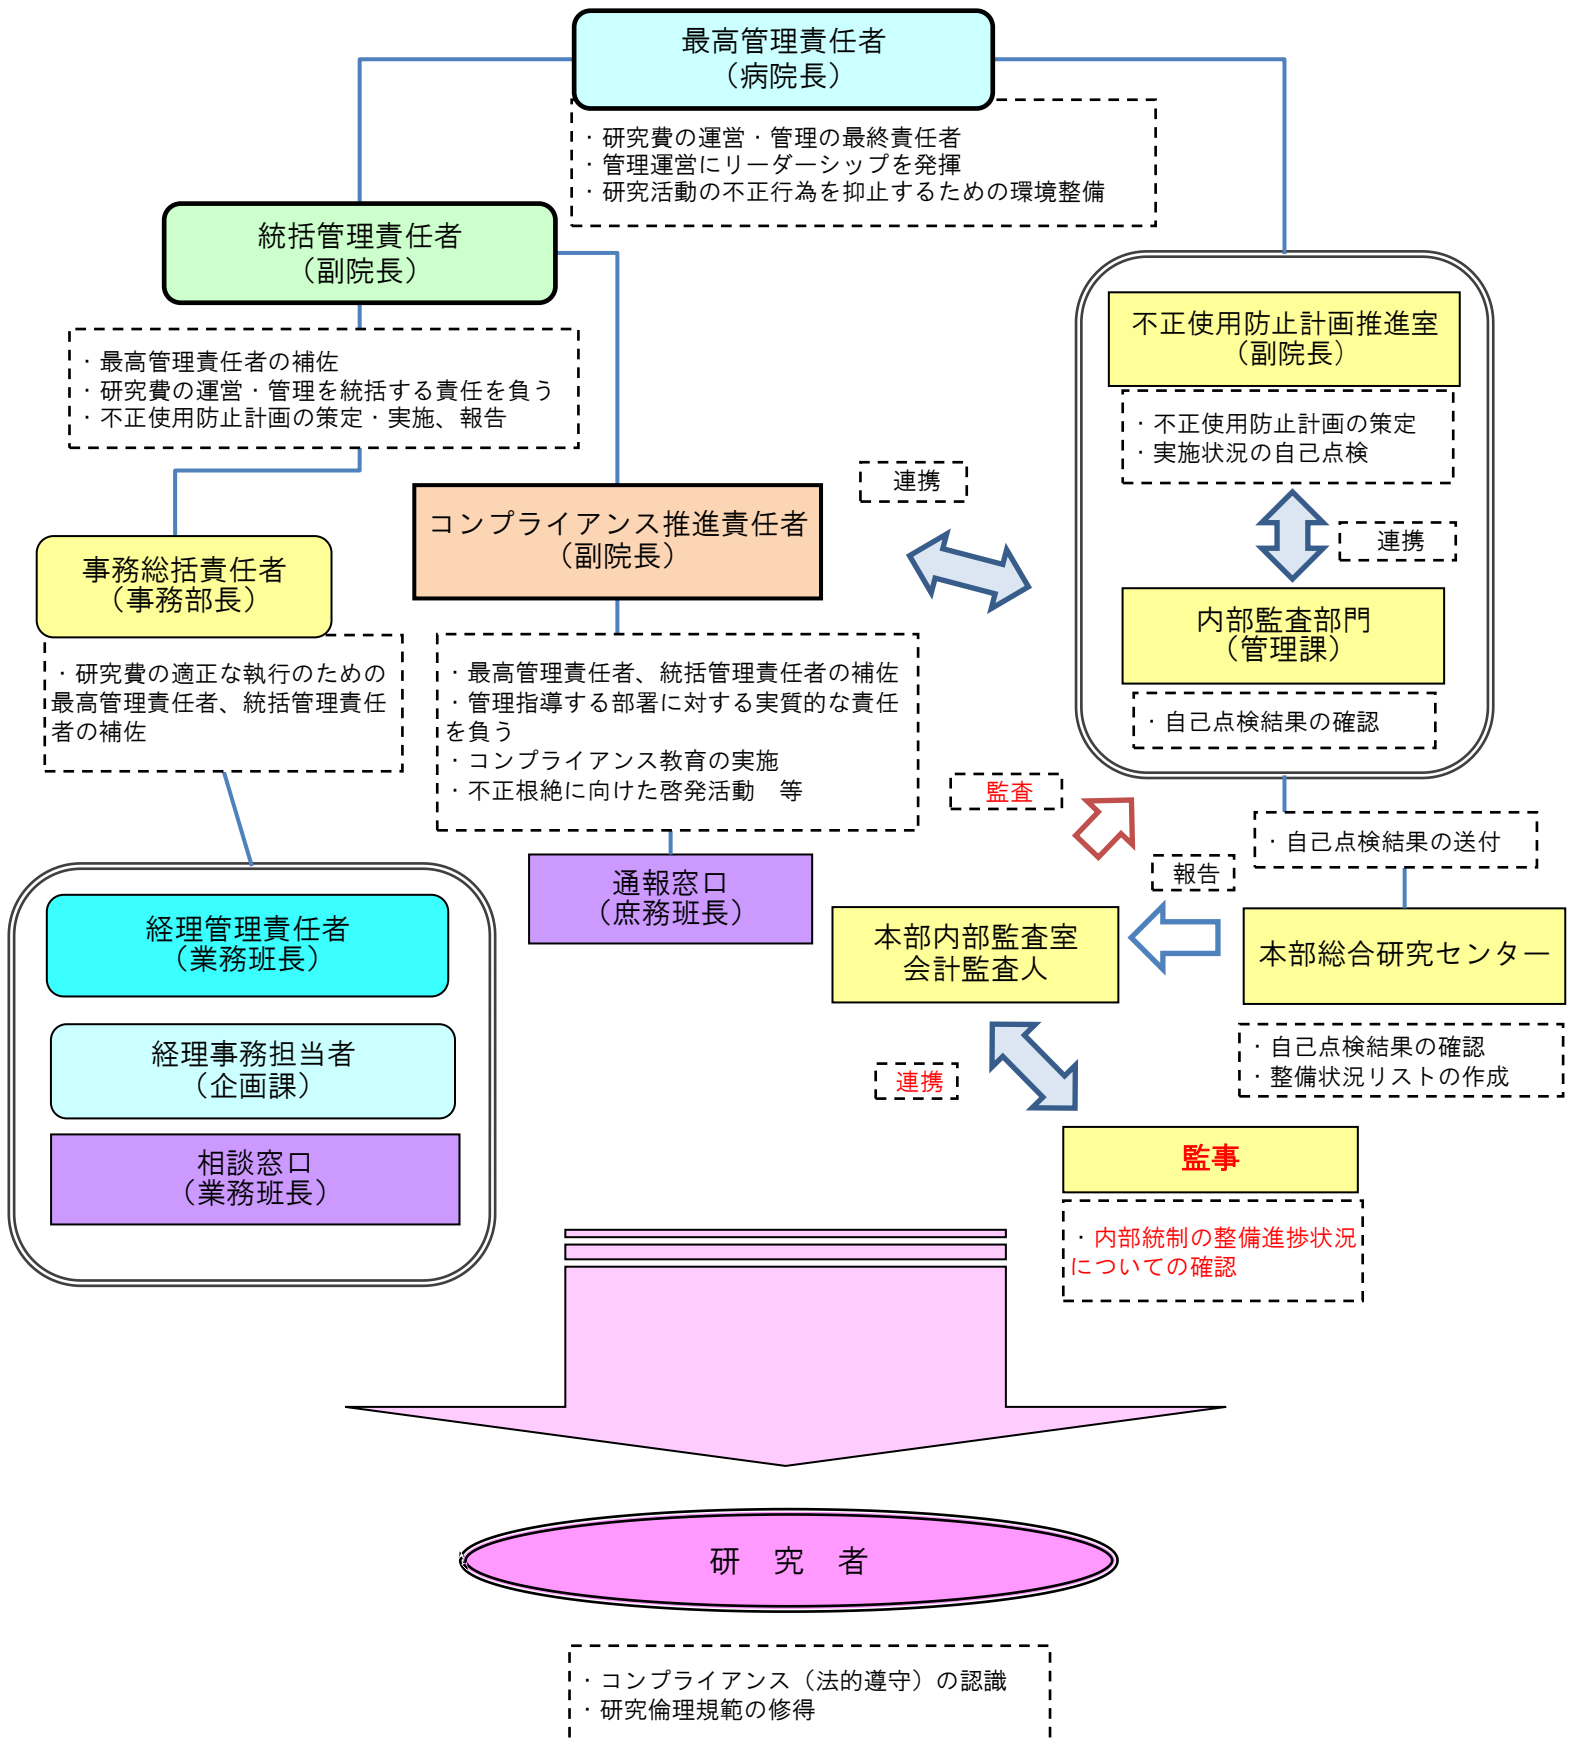 最高管理責任者
（病院長）
・研究費の運営・管理の最終責任者
・管理運営にリーダーシップを発揮
・研究活動の不正行為を抑止するための環境整備
統括管理責任者
（副院長）
・最高管理責任者の補佐
・研究費の運営・管理を統括する責任を負う
・不正使用防止計画の策定・実施、報告
不正使用防止計画推進室
（副院長）
・不正使用防止計画の策定
・実施状況の自己点検
連携
連携
コンプライアンス推進責任者
（副院長）
事務総括責任者
（事務部長）
内部監査部門
（管理課）
・自己点検結果の確認
・研究費の適正な執行のための
最高管理責任者、統括管理責任
者の補佐
・最高管理責任者、統括管理責任者の補佐
・管理指導する部署に対する実質的な責任
を負う
・コンプライアンス教育の実施
・不正根絶に向けた啓発活動　等
監査
・自己点検結果の送付
報告
通報窓口
（庶務班長）
経理管理責任者
（業務班長）
本部内部監査室
会計監査人
本部総合研究センター
・自己点検結果の確認
・整備状況リストの作成
経理事務担当者
（企画課）
連携
相談窓口
（業務班長）
監事
・内部統制の整備進捗状況
についての確認
研　究　者
・コンプライアンス（法的遵守）の認識
・研究倫理規範の修得